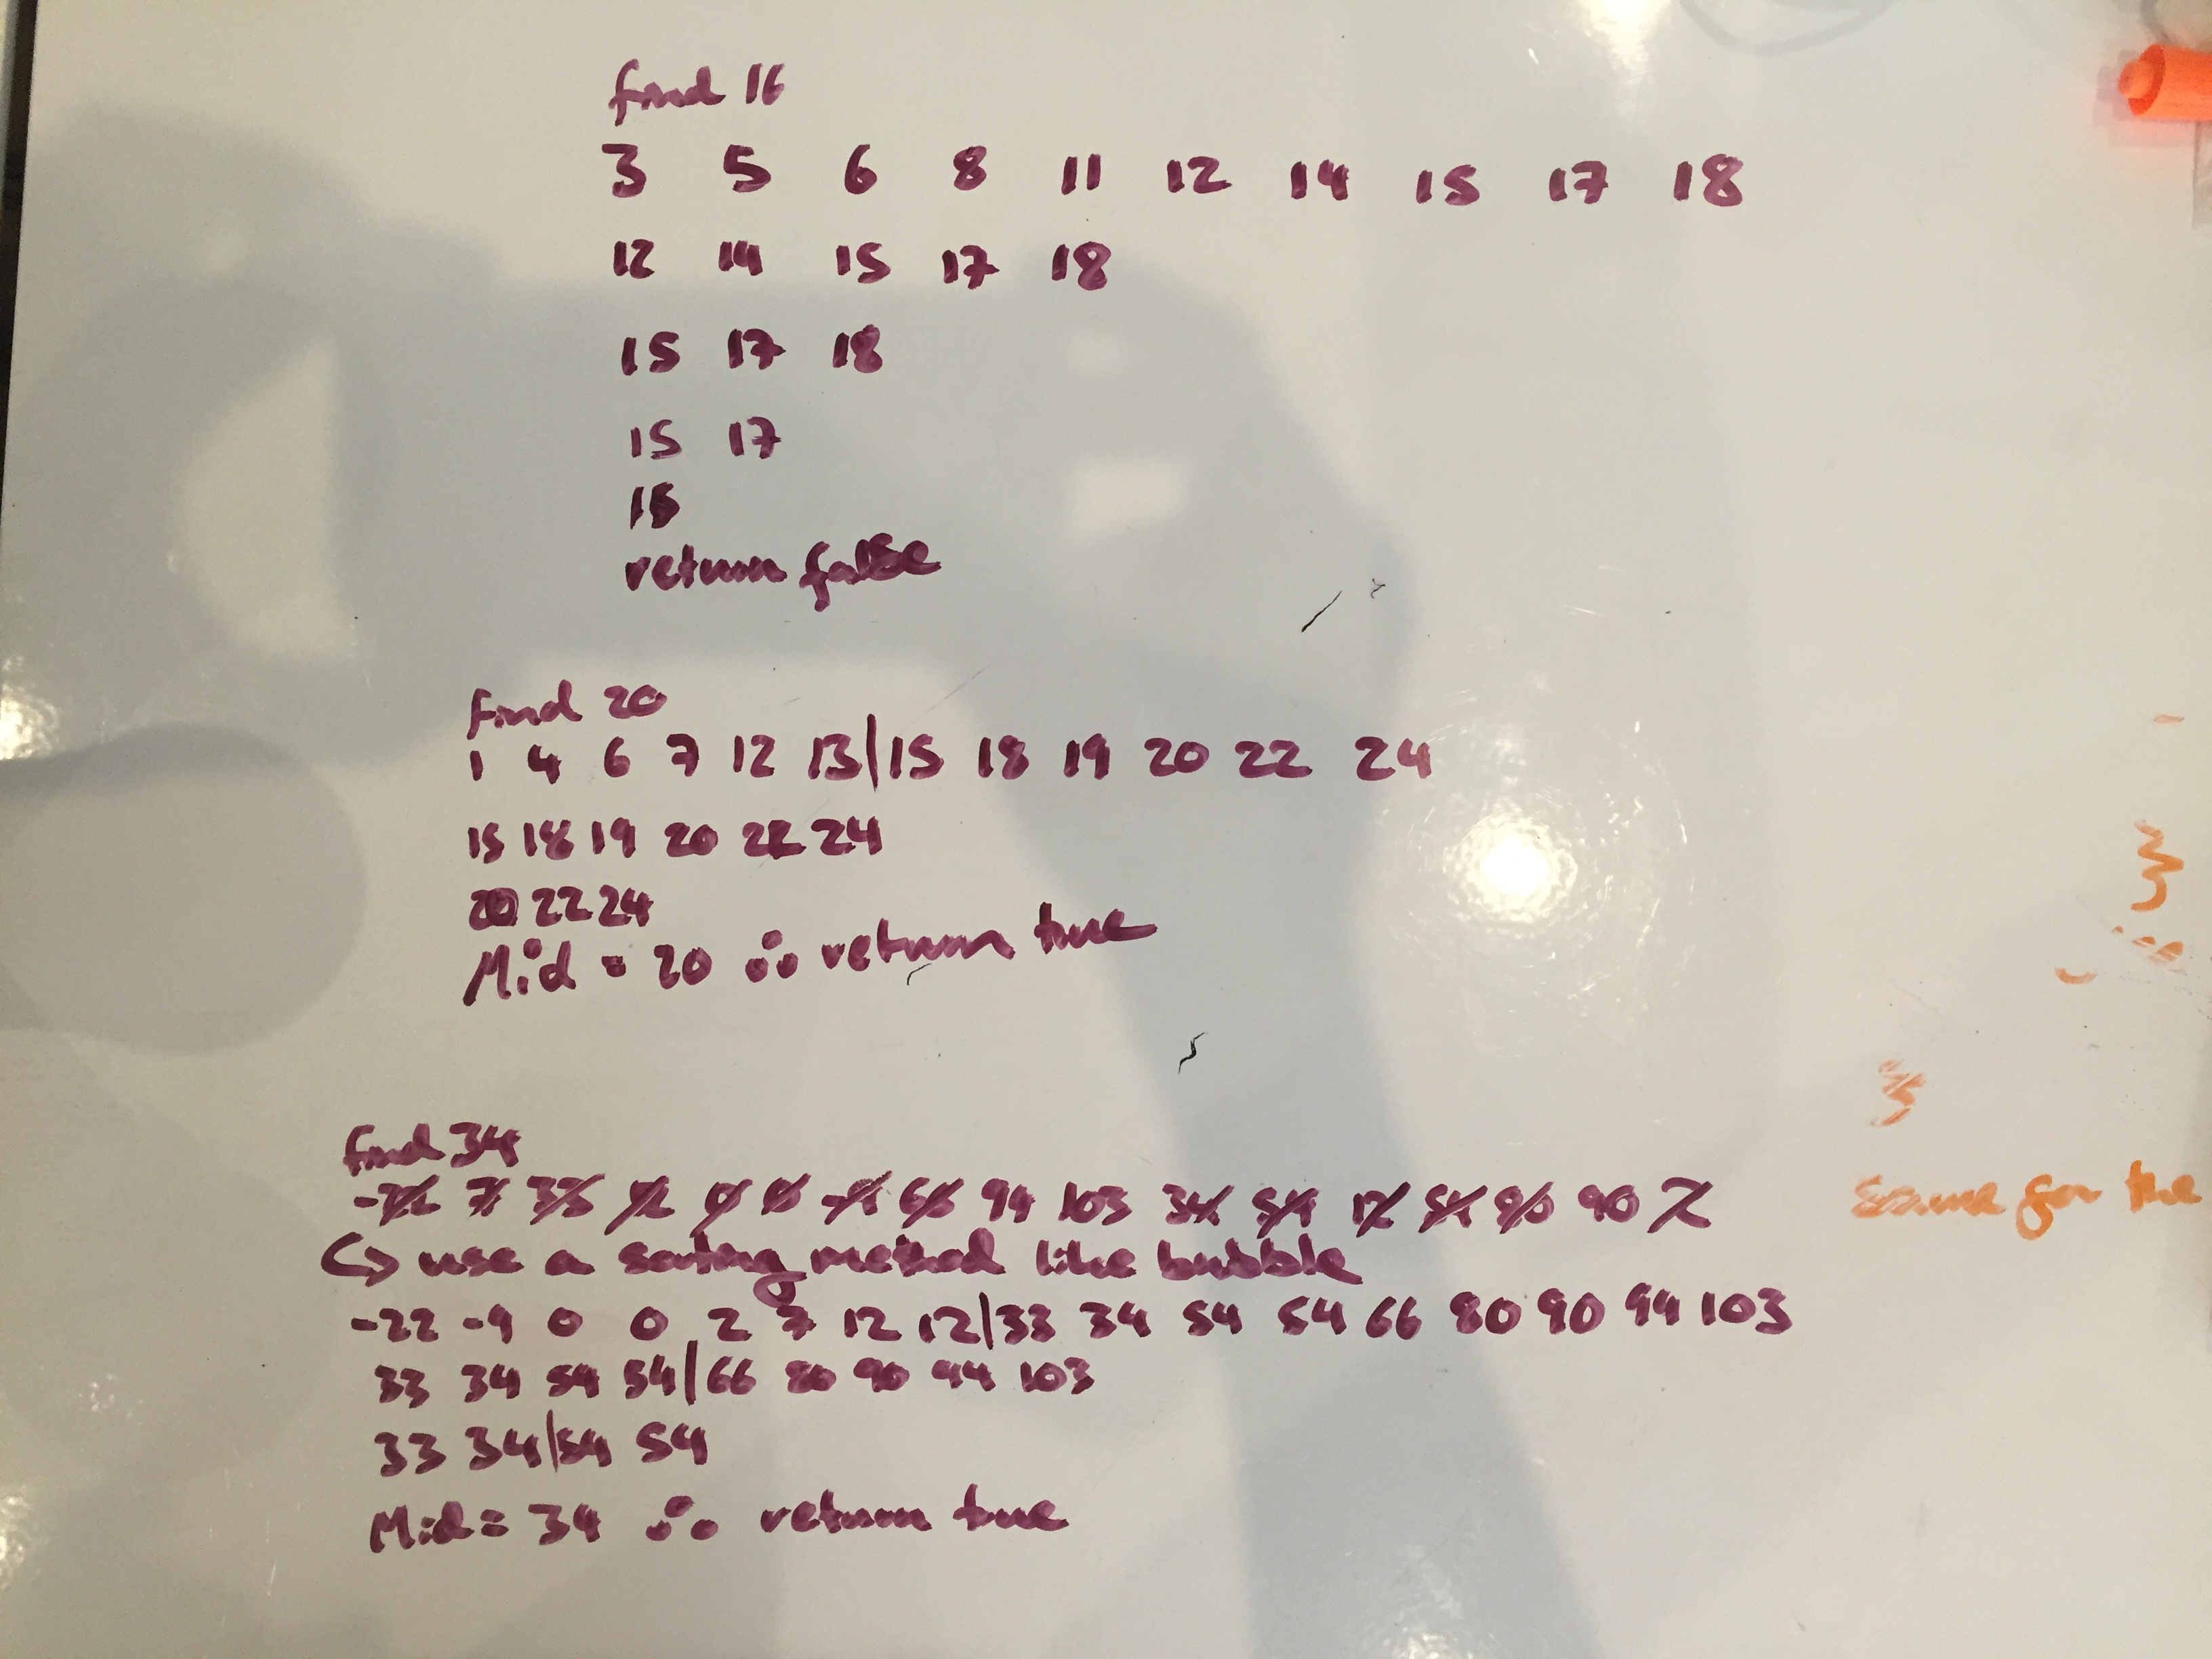 find 16
3 5 6 8 11 12 14 15 17 18
12 14 15 17 18
15 17 18
15 17
15
return false
find 20
1 4 6 7 12 13 | 15 18 19 20 22 24
15 18 19 20 22 24
20 22 24
Mid = 20 ∴ return true
find 34
94 103 90
↳ use a sorting method like bubble
-22 -9 0 0 2 12 12 | 33 34 54 54 66 80 90 94 103
33 34 54 54 | 66 80 90 94 103
33 34 | 54 54
Mid = 34 ∴ return true
same for the